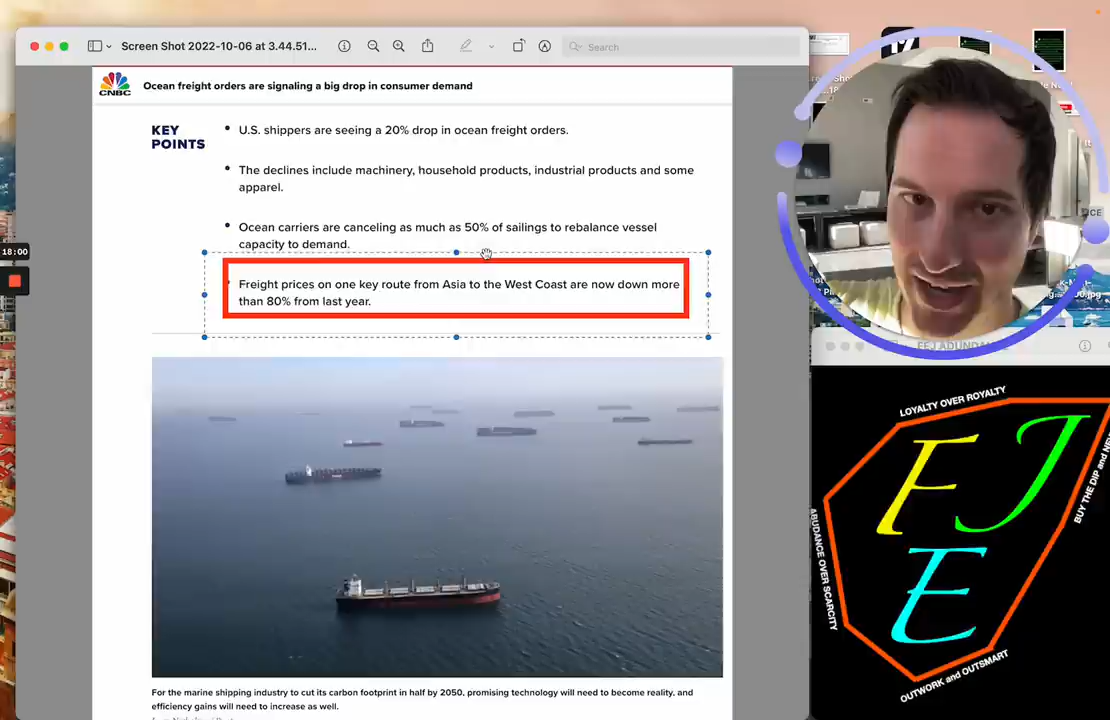 Screen Shot 2022-10-06 at 3.44.51...
Search
CNBC
Ocean freight orders are signaling a big drop in consumer demand
KEY
POINTS
• U.S. shippers are seeing a 20% drop in ocean freight orders.
• The declines include machinery, household products, industrial products and some
apparel.
• Ocean carriers are canceling as much as 50% of sailings to rebalance vessel
capacity to demand.
Freight prices on one key route from Asia to the West Coast are now down more
than 80% from last year.
18:00
For the marine shipping industry to cut its carbon footprint in half by 2050, promising technology will need to become reality, and
efficiency gains will need to increase as well.
LOYALTY OVER ROYALTY
BUY THE DIP and
ABUDANCE OVER SCARCITY
OUTWORK and OUTSMART
F J
E